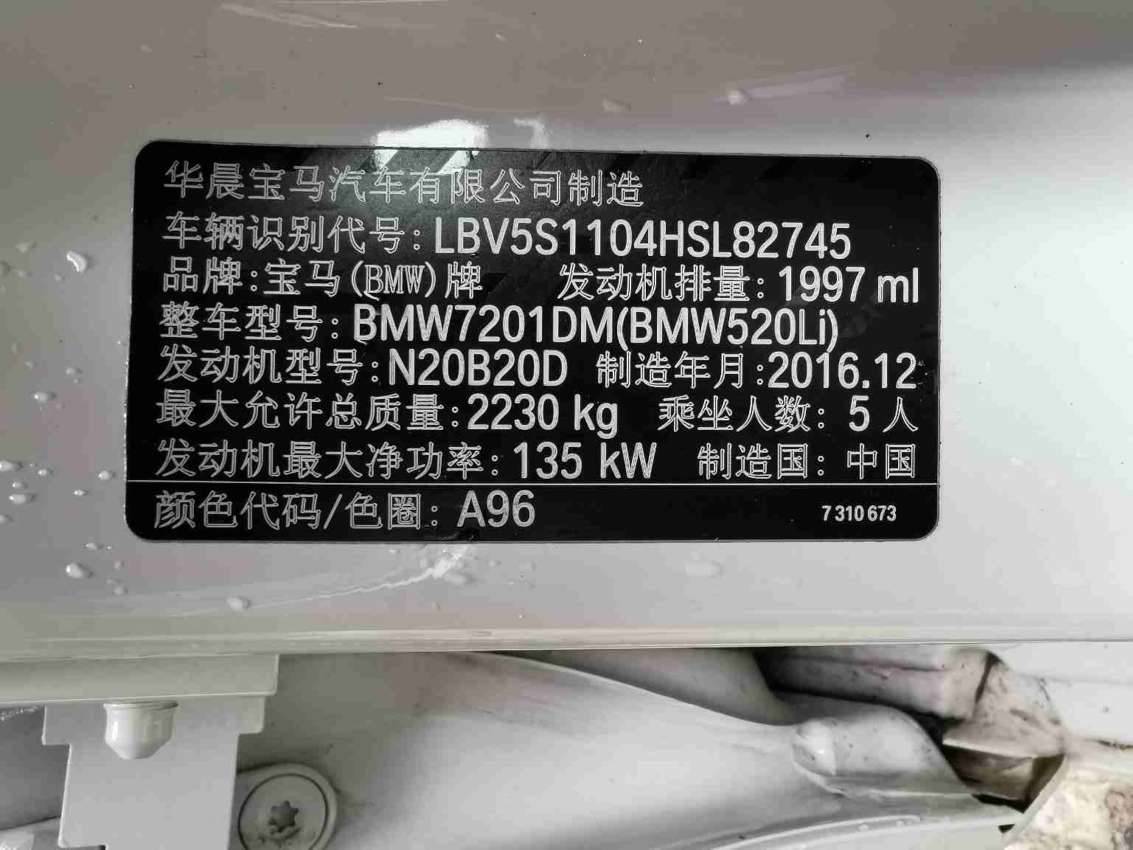 华晨宝马汽车有限公司制造
车辆识别代号: LBV5S1104HSL82745
品牌: 宝马(BMW)牌 发动机排量: 1997 ml
整车型号: BMW7201DM(BMW520Li)
发动机型号: N20B20D 制造年月: 2016.12
最大允许总质量: 2230 kg 乘坐人数: 5 人
发动机最大净功率: 135 kW 制造国: 中国
颜色代码/色圈: A96 7 310 673